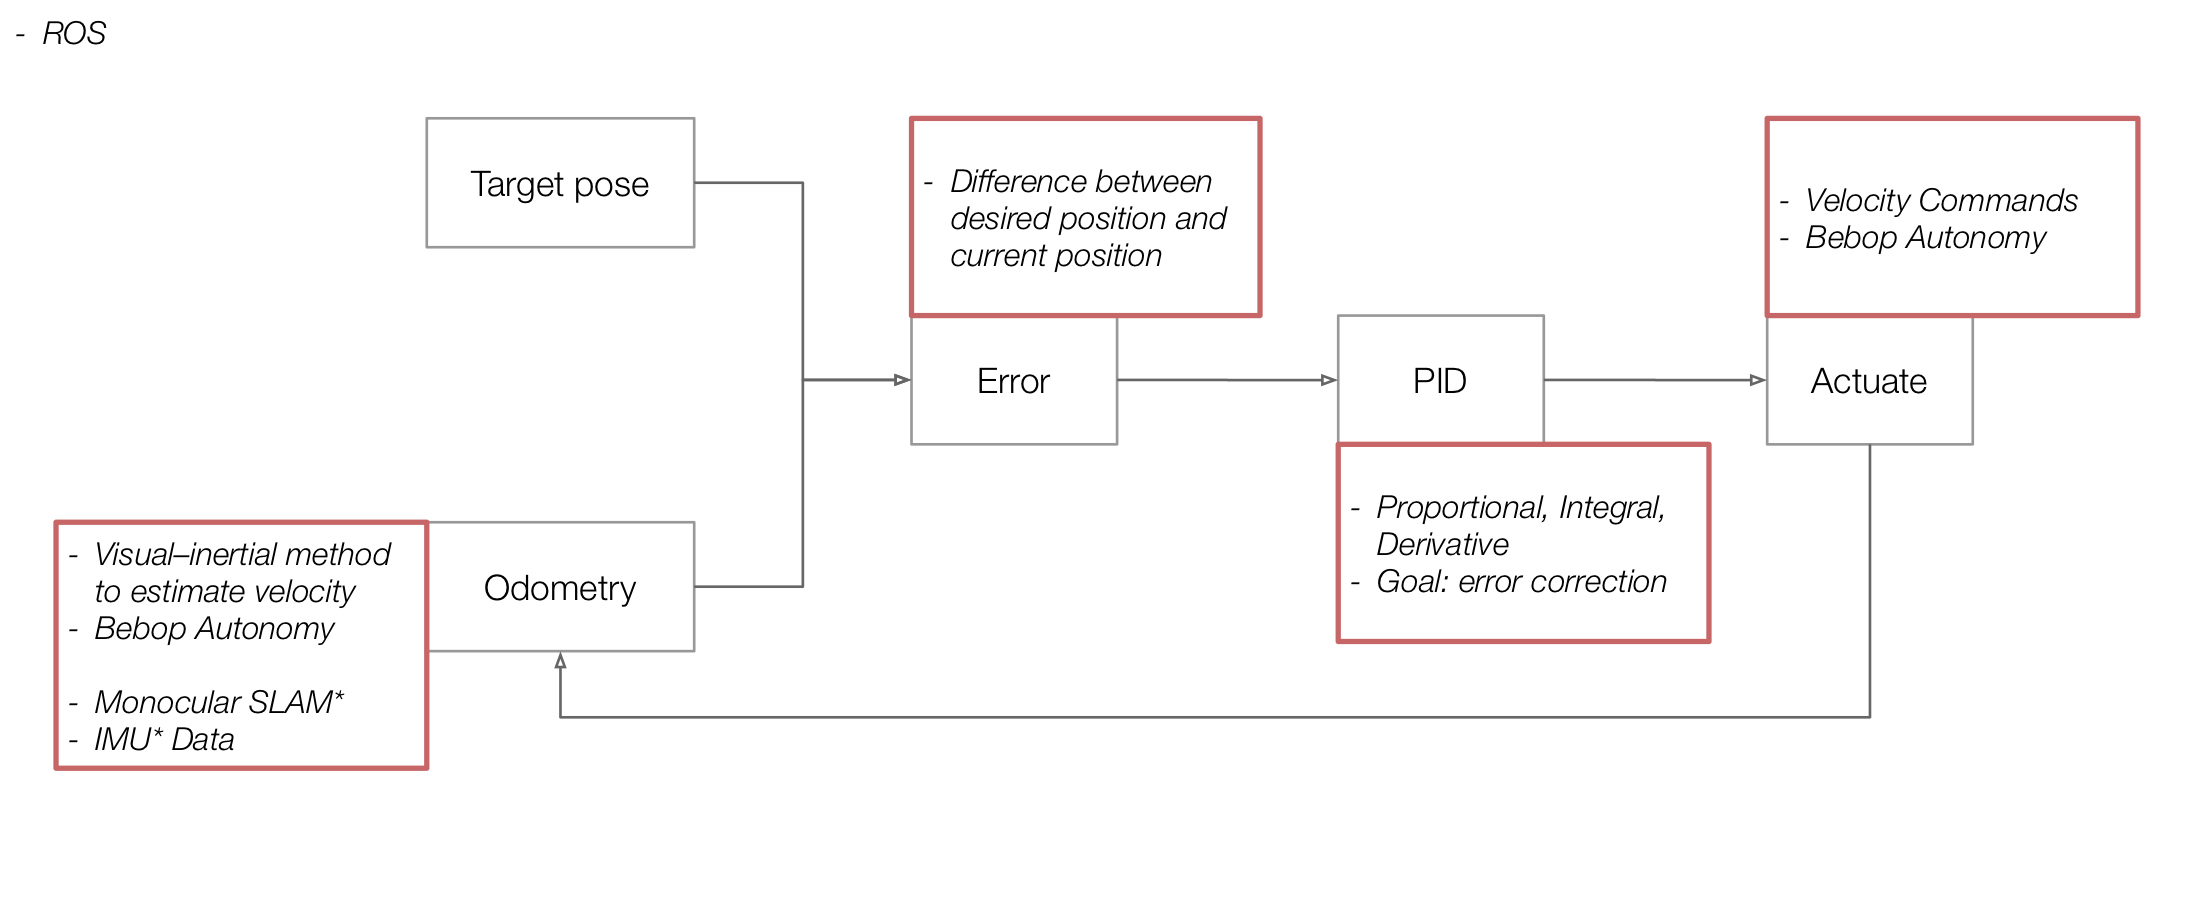 - ROS
Target pose
- Difference between
desired position and
current position
- Velocity Commands
- Bebop Autonomy
Error
PID
Actuate
- Proportional, Integral,
Derivative
- Goal: error correction
- Visual–inertial method
to estimate velocity
- Bebop Autonomy
- Monocular SLAM*
- IMU* Data
Odometry